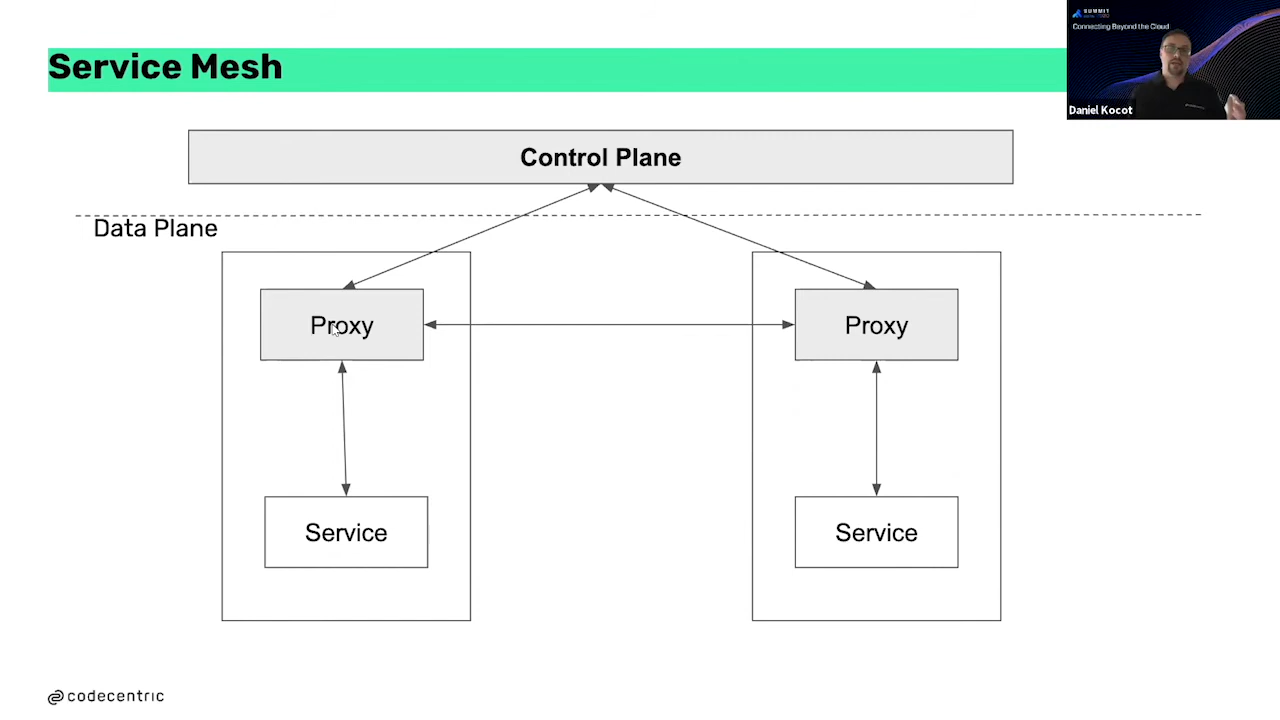 Service Mesh
SUMMIT
Connecting Beyond the Cloud
Daniel Kocot
Control Plane
Data Plane
Proxy
Proxy
Service
Service
codecentric